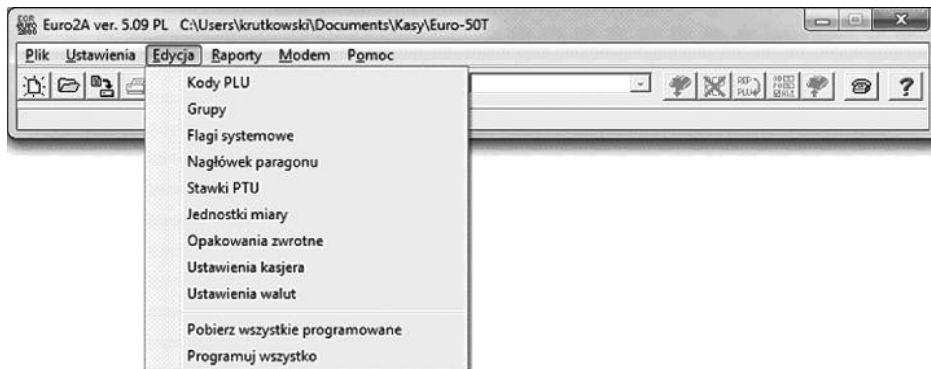 Euro2A ver. 5.09 PL C:\Users\krutkowski\Documents\Kasy\Euro-50T
Plik Ustawienia Edycja Raporty Modem Pomoc
Kody PLU
Grupy
Flagi systemowe
Nagłówek paragonu
Stawki PTU
Jednostki miary
Opakowania zwrotne
Ustawienia kasjera
Ustawienia walut
Pobierz wszystkie programowane
Programuj wszystko